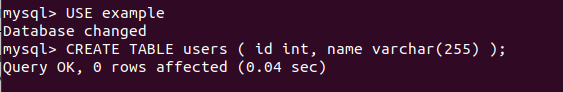 mysql> USE example
Database changed
mysql> CREATE TABLE users ( id int, name varchar(255) );
Query OK, 0 rows affected (0.04 sec)